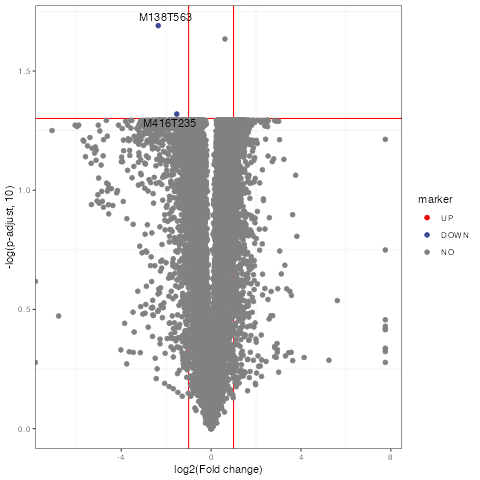 M138T563
M416T235
1.5
1.0
0.5
0.0
-4
0
4
8
log2(Fold change)
-log(p-adjust, 10)
marker
UP
DOWN
NO